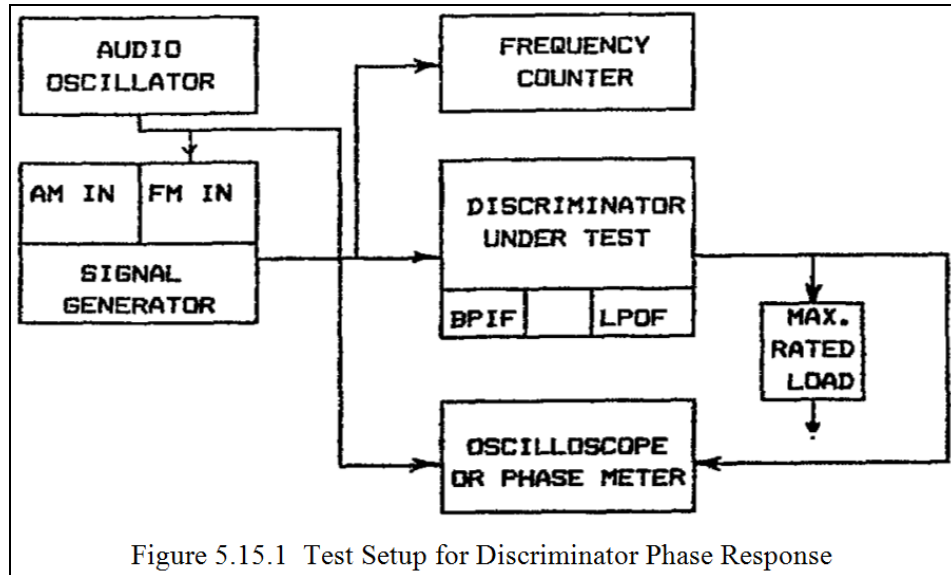 AUDIO
OSCILLATOR
FREQUENCY
COUNTER
AM IN
FM IN
SIGNAL
GENERATOR
DISCRIMINATOR
UNDER TEST
BPIF
LPOF
MAX.
RATED
LOAD
OSCILLOSCOPE
OR PHASE METER
Figure 5.15.1 Test Setup for Discriminator Phase Response